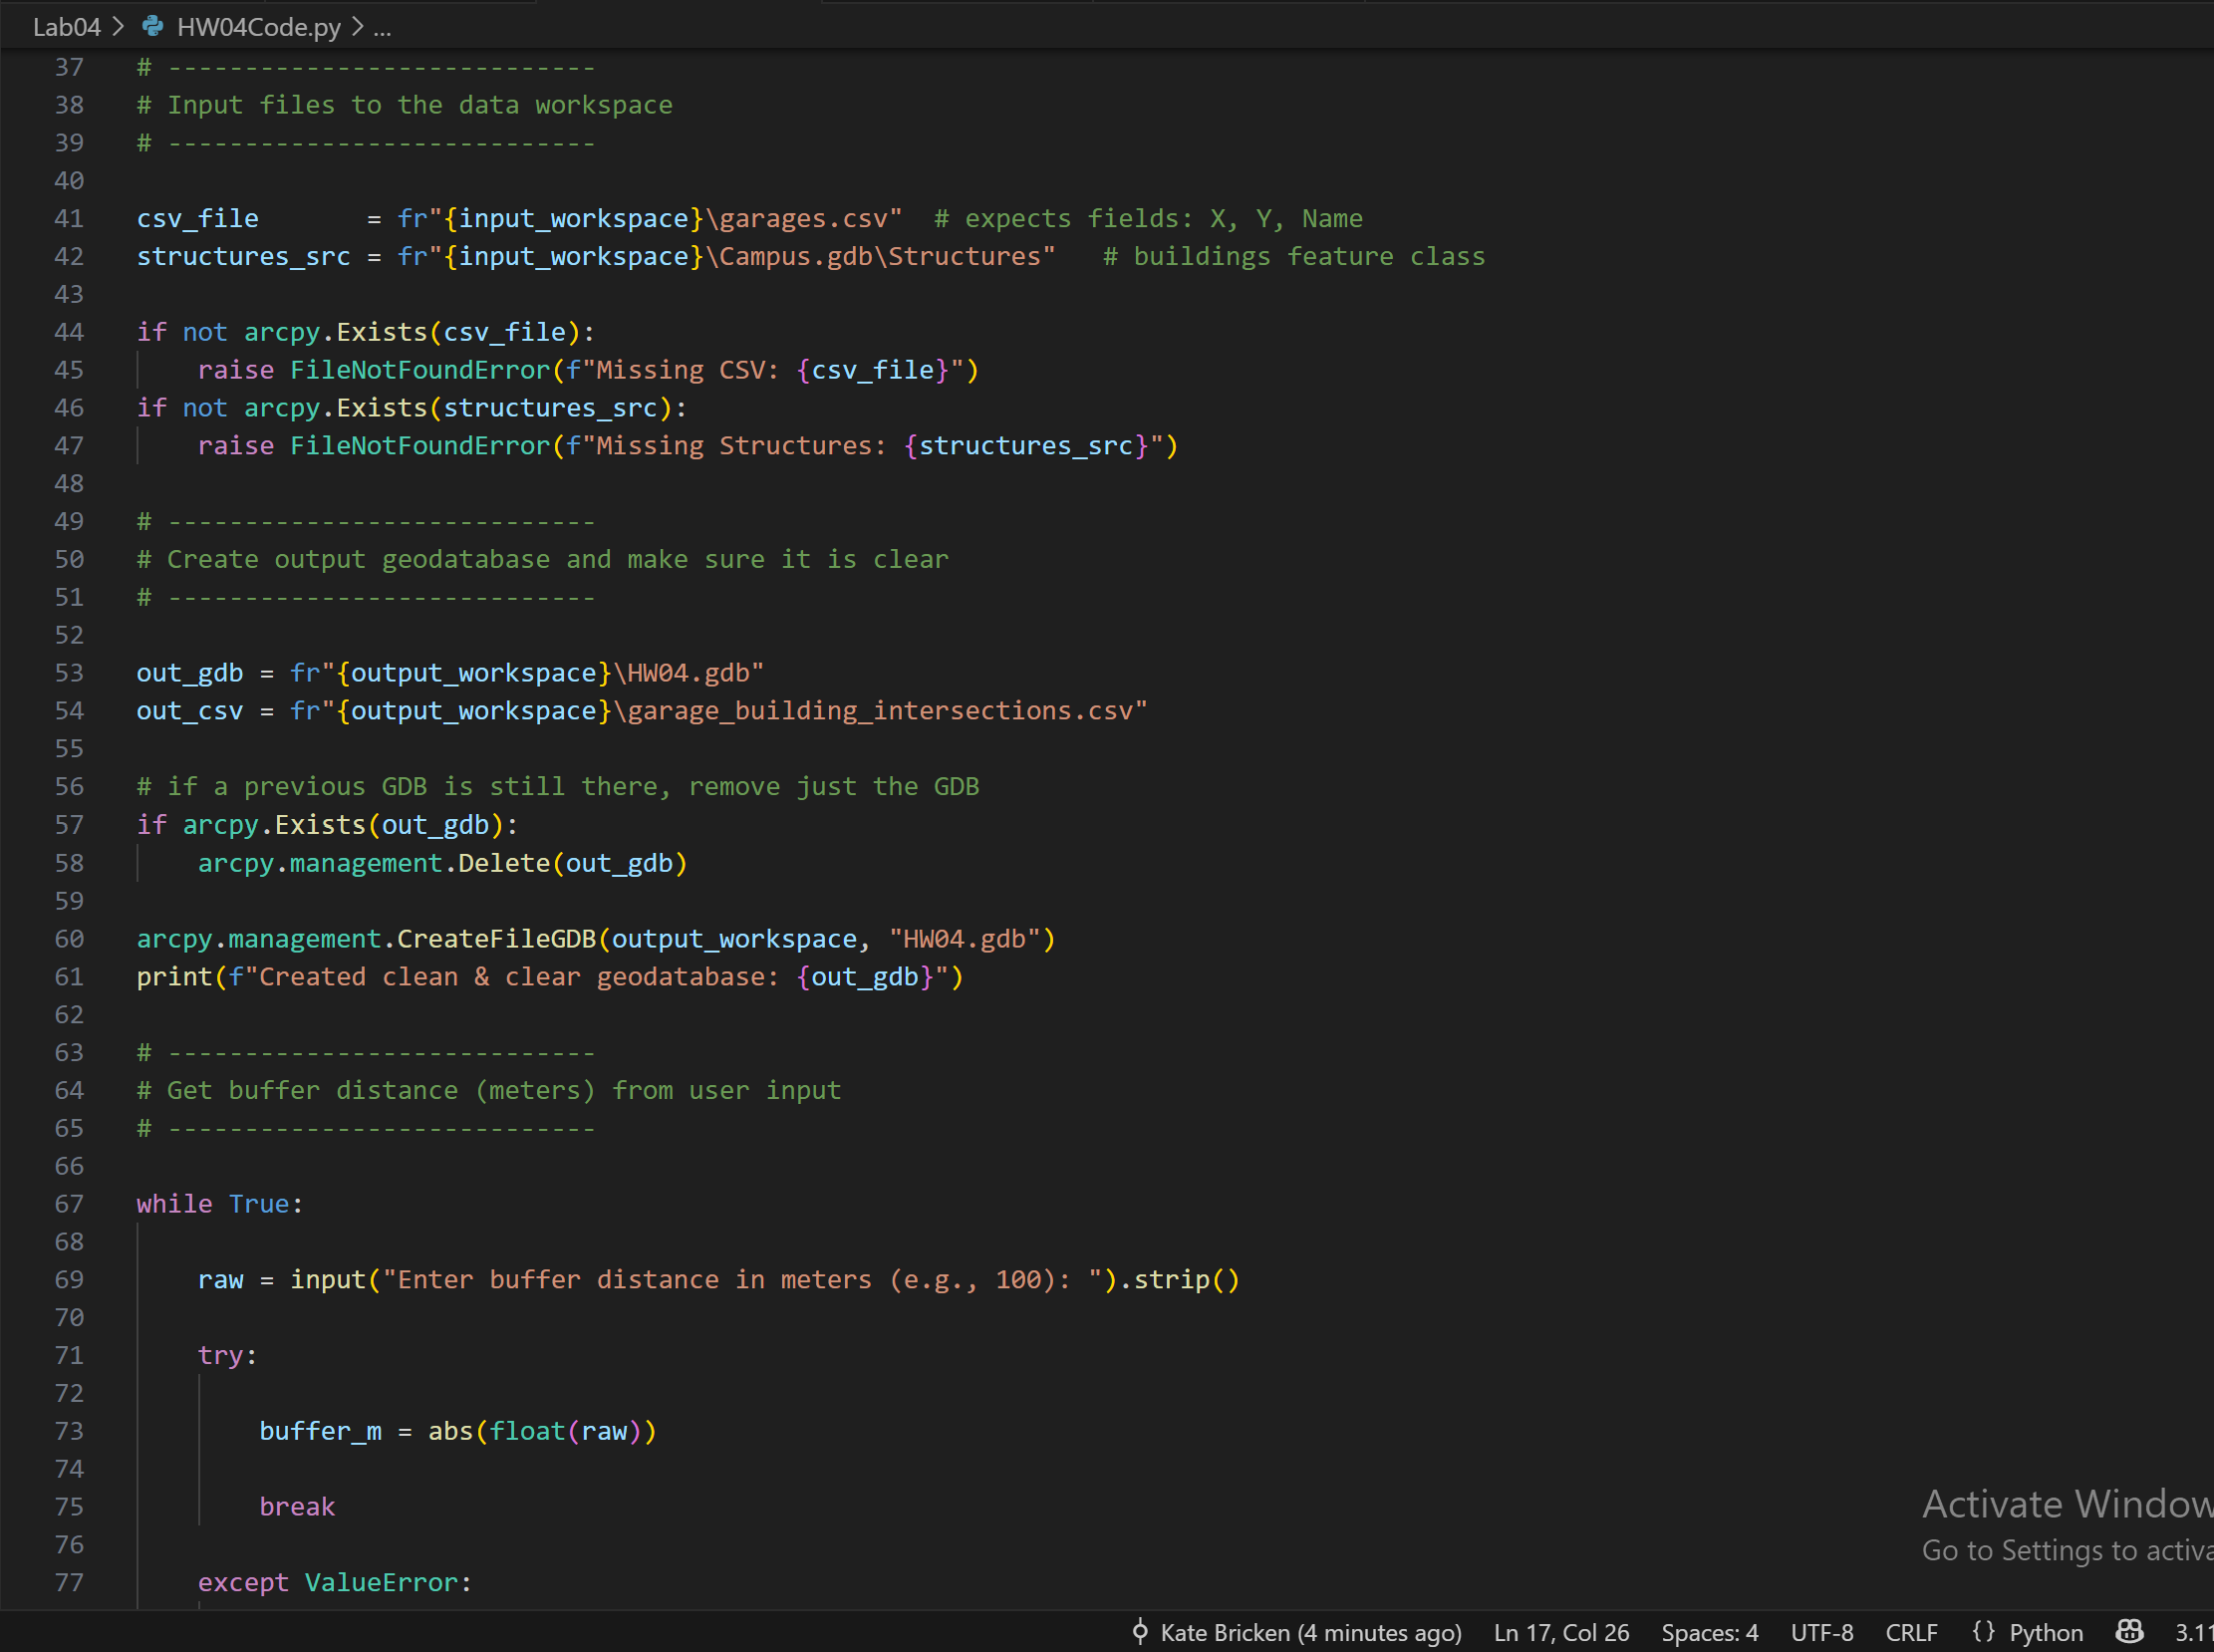 Lab04 > HW04Code.py > ...
37 # ----------------------------
38 # Input files to the data workspace
39 # ----------------------------
40
41 csv_file       = fr"{input_workspace}\garages.csv"  # expects fields: X, Y, Name
42 structures_src = fr"{input_workspace}\Campus.gdb\Structures"   # buildings feature class
43
44 if not arcpy.Exists(csv_file):
45     raise FileNotFoundError(f"Missing CSV: {csv_file}")
46 if not arcpy.Exists(structures_src):
47     raise FileNotFoundError(f"Missing Structures: {structures_src}")
48
49 # ----------------------------
50 # Create output geodatabase and make sure it is clear
51 # ----------------------------
52
53 out_gdb = fr"{output_workspace}\HW04.gdb"
54 out_csv = fr"{output_workspace}\garage_building_intersections.csv"
55
56 # if a previous GDB is still there, remove just the GDB
57 if arcpy.Exists(out_gdb):
58     arcpy.management.Delete(out_gdb)
59
60 arcpy.management.CreateFileGDB(output_workspace, "HW04.gdb")
61 print(f"Created clean & clear geodatabase: {out_gdb}")
62
63 # ----------------------------
64 # Get buffer distance (meters) from user input
65 # ----------------------------
66
67 while True:
68
69     raw = input("Enter buffer distance in meters (e.g., 100): ").strip()
70
71     try:
72
73         buffer_m = abs(float(raw))
74
75         break
76
77     except ValueError:
Activate Window
Go to Settings to activa
Kate Bricken (4 minutes ago) Ln 17, Col 26 Spaces: 4 UTF-8 CRLF {} Python 3.11